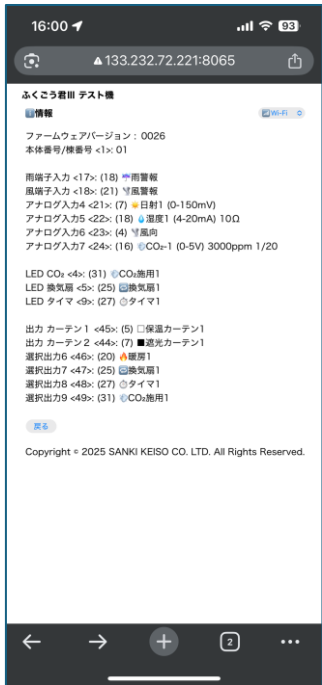 16:00
93
133.232.72.221:8065
ふくごう君III テスト機
情報
Wi-Fi
ファームウェアバージョン : 0026
本体番号/棟番号 <1>: 01
雨端子入力 <17>: (18) ☔雨警報
風端子入力 <18>: (21) 風警報
アナログ入力4 <21>: (7) ☀日射1 (0-150mV)
アナログ入力5 <22>: (18) 💧湿度1 (4-20mA) 10Ω
アナログ入力6 <23>: (4) 風向
アナログ入力7 <24>: (16) CO₂-1 (0-5V) 3000ppm 1/20
LED CO₂ <4>: (31) CO₂施用1
LED 換気扇 <5>: (25) 換気扇1
LED タイマ <9>: (27) ⏱タイマ1
出力 カーテン 1 <45>: (5) □保温カーテン1
出力 カーテン 2 <44>: (7) ■遮光カーテン1
選択出力6 <46>: (20) 🔥暖房1
選択出力7 <47>: (25) 換気扇1
選択出力8 <48>: (27) ⏱タイマ1
選択出力9 <49>: (31) CO₂施用1
戻る
Copyright © 2025 SANKI KEISO CO. LTD. All Rights Reserved.
2